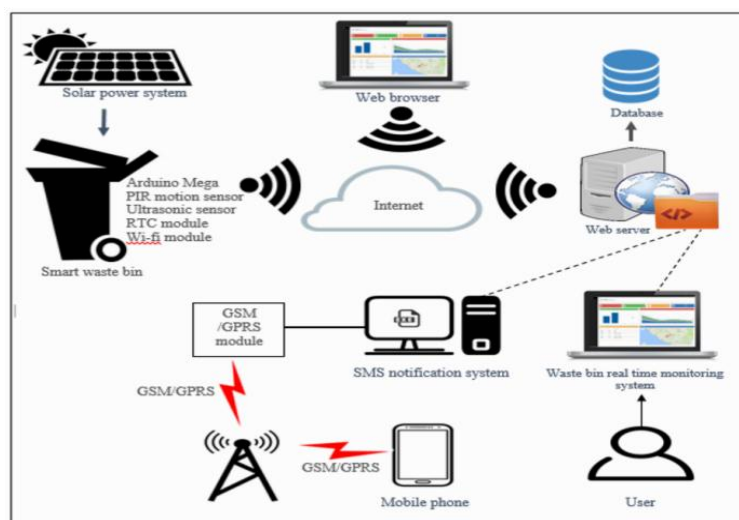 Solar power system
Web browser
Database
Arduino Mega
PIR motion sensor
Ultrasonic sensor
RTC module
Wi-fi module
Internet
Smart waste bin
Web server
</>
GSM
/GPRS
module
SMS notification system
Waste bin real time monitoring
system
GSM/GPRS
GSM/GPRS
Mobile phone
User